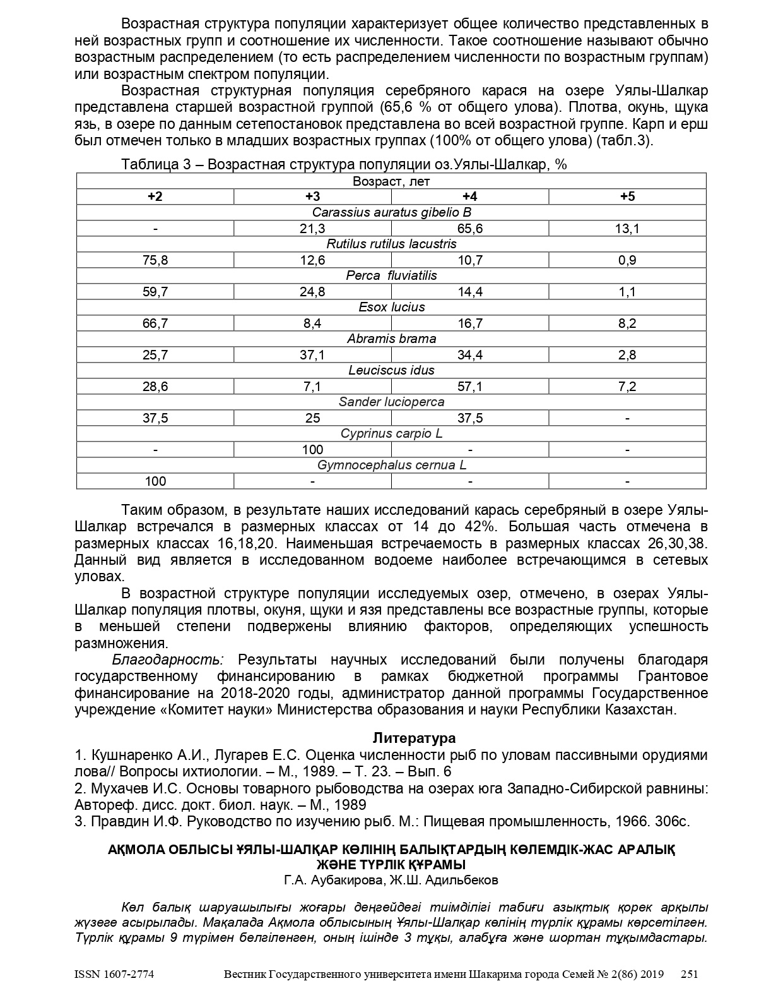 Возрастная структура популяции характеризует общее количество представленных в
ней возрастных групп и соотношение их численности. Такое соотношение называют обычно
возрастным распределением (то есть распределением численности по возрастным группам)
или возрастным спектром популяции.
Возрастная структурная популяция серебряного карася на озере Уялы-Шалкар
представлена старшей возрастной группой (65,6 % от общего улова). Плотва, окунь, щука
язь, в озере по данным сетепостановок представлена во всей возрастной группе. Карп и ерш
был отмечен только в младших возрастных группах (100% от общего улова) (табл.3).
Таблица 3 – Возрастная структура популяции оз.Уялы-Шалкар, %
Возраст, лет
+2 +3 +4 +5
Carassius auratus gibelio B
- 21,3 65,6 13,1
Rutilus rutilus lacustris
75,8 12,6 10,7 0,9
Perca fluviatilis
59,7 24,8 14,4 1,1
Esox lucius
66,7 8,4 16,7 8,2
Abramis brama
25,7 37,1 34,4 2,8
Leuciscus idus
28,6 7,1 57,1 7,2
Sander lucioperca
37,5 25 37,5 -
Cyprinus carpio L
- 100 - -
Gymnocephalus cernua L
100 - - -
Таким образом, в результате наших исследований карась серебряный в озере Уялы-
Шалкар встречался в размерных классах от 14 до 42%. Большая часть отмечена в
размерных классах 16,18,20. Наименьшая встречаемость в размерных классах 26,30,38.
Данный вид является в исследованном водоеме наиболее встречающимся в сетевых
уловах.
В возрастной структуре популяции исследуемых озер, отмечено, в озерах Уялы-
Шалкар популяция плотвы, окуня, щуки и язя представлены все возрастные группы, которые
в меньшей степени подвержены влиянию факторов, определяющих успешность
размножения.
Благодарность: Результаты научных исследований были получены благодаря
государственному финансированию в рамках бюджетной программы Грантовое
финансирование на 2018-2020 годы, администратор данной программы Государственное
учреждение «Комитет науки» Министерства образования и науки Республики Казахстан.
Литература
1. Кушнаренко А.И., Лугарев Е.С. Оценка численности рыб по уловам пассивными орудиями
лова// Вопросы ихтиологии. – М., 1989. – Т. 23. – Вып. 6
2. Мухачев И.С. Основы товарного рыбоводства на озерах юга Западно-Сибирской равнины:
Автореф. дисс. докт. биол. наук. – М., 1989
3. Правдин И.Ф. Руководство по изучению рыб. М.: Пищевая промышленность, 1966. 306с.
АҚМОЛА ОБЛЫСЫ ҰЯЛЫ-ШАЛҚАР КӨЛІНІҢ БАЛЫҚТАРДЫҢ КӨЛЕМДІК-ЖАС АРАЛЫҚ
ЖӘНЕ ТҮРЛІК ҚҰРАМЫ
Г.А. Аубакирова, Ж.Ш. Адильбеков
Көл балық шаруашылығы жоғары деңгейдегі тиімділігі табиғи азықтық қорек арқылы
жүзеге асырылады. Мақалада Ақмола облысының Ұялы-Шалқар көлінің түрлік құрамы көрсетілген.
Түрлік құрамы 9 түрімен белгіленген, оның ішінде 3 тұқы, алабұға және шортан тұқымдастары.
ISSN 1607-2774 Вестник Государственного университета имени Шакарима города Семей № 2(86) 2019 251